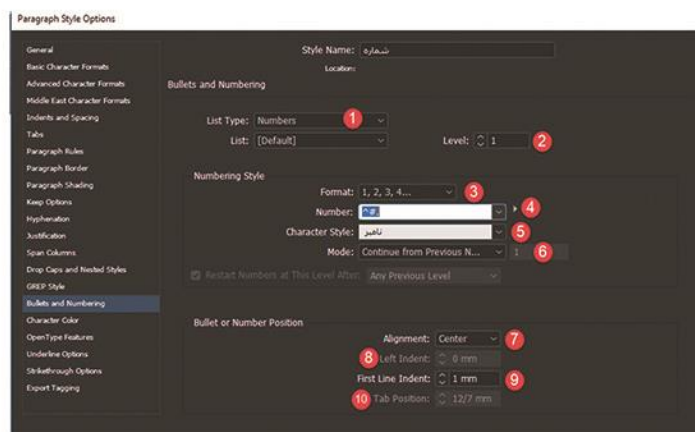 Paragraph Style Options
General
Basic Character Formats
Advanced Character Formats
Middle East Character Formats
Indents and Spacing
Tabs
Paragraph Rules
Paragraph Border
Paragraph Shading
Keep Options
Hyphenation
Justification
Span Columns
Drop Caps and Nested Styles
GREP Style
Bullets and Numbering
Character Color
OpenType Features
Underline Options
Strikethrough Options
Export Tagging
Style Name: شماره
Location:
Bullets and Numbering
List Type: Numbers 1
List: [Default] Level: 1 2
Numbering Style
Format: 1, 2, 3, 4... 3
Number: ^#. 4
Character Style: نامبر 5
Mode: Continue from Previous N... 1 6
Restart Numbers at This Level After: Any Previous Level
Bullet or Number Position
Alignment: Center 7
8 Left Indent: 0 mm
First Line Indent: 1 mm 9
10 Tab Position: 12/7 mm